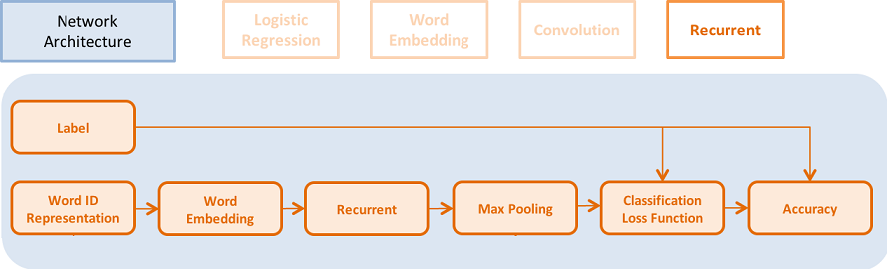 Network
Architecture
Logistic
Regression
Word
Embedding
Convolution
Recurrent
Label
Word ID
Representation
Word
Embedding
Recurrent
Max Pooling
Classification
Loss Function
Accuracy